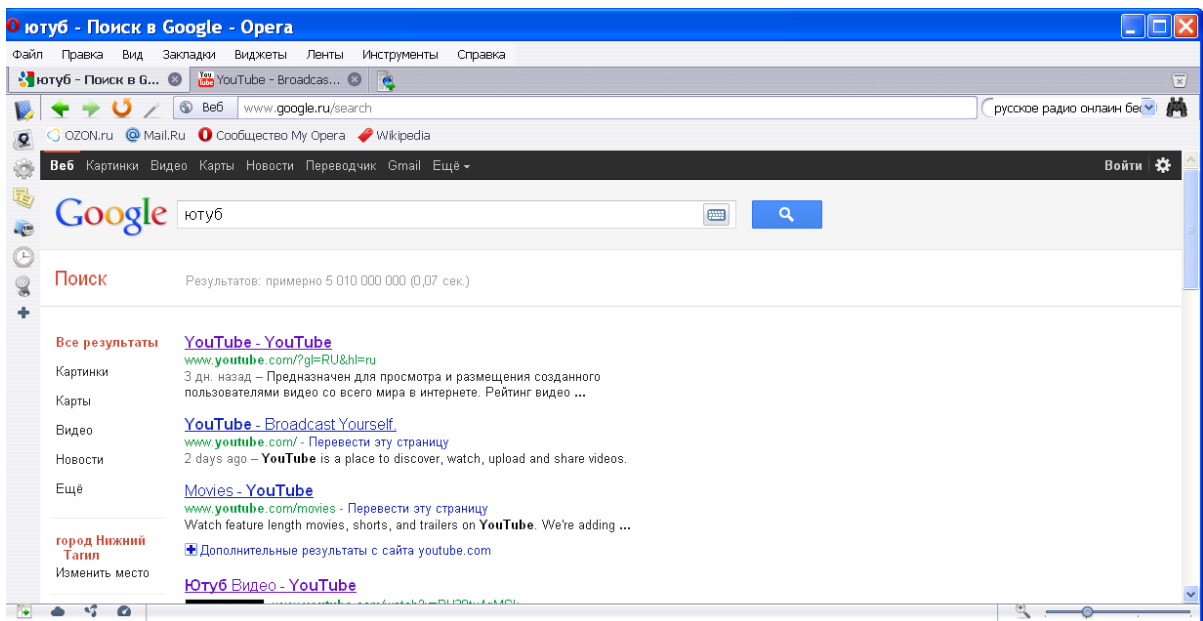 ютуб - Поиск в Google - Opera
Файл Правка Вид Закладки Виджеты Ленты Инструменты Справка
ютуб - Поиск в G... YouTube - Broadcas...
Веб www.google.ru/search русское радио онлаин бес
OZON.ru Mail.Ru Сообщество My Opera Wikipedia
Веб Картинки Видео Карты Новости Переводчик Gmail Ещё Войти
Google ютуб
Поиск Результатов: примерно 5 010 000 000 (0,07 сек.)
Все результаты
Картинки
Карты
Видео
Новости
Ещё
город Нижний
Тагил
Изменить место
YouTube - YouTube
www.youtube.com/?gl=RU&hl=ru
3 дн. назад – Предназначен для просмотра и размещения созданного
пользователями видео со всего мира в интернете. Рейтинг видео ...
YouTube - Broadcast Yourself.
www.youtube.com/ - Перевести эту страницу
2 days ago – YouTube is a place to discover, watch, upload and share videos.
Movies - YouTube
www.youtube.com/movies - Перевести эту страницу
Watch feature length movies, shorts, and trailers on YouTube. We're adding ...
Дополнительные результаты с сайта youtube.com
Ютуб Видео - YouTube